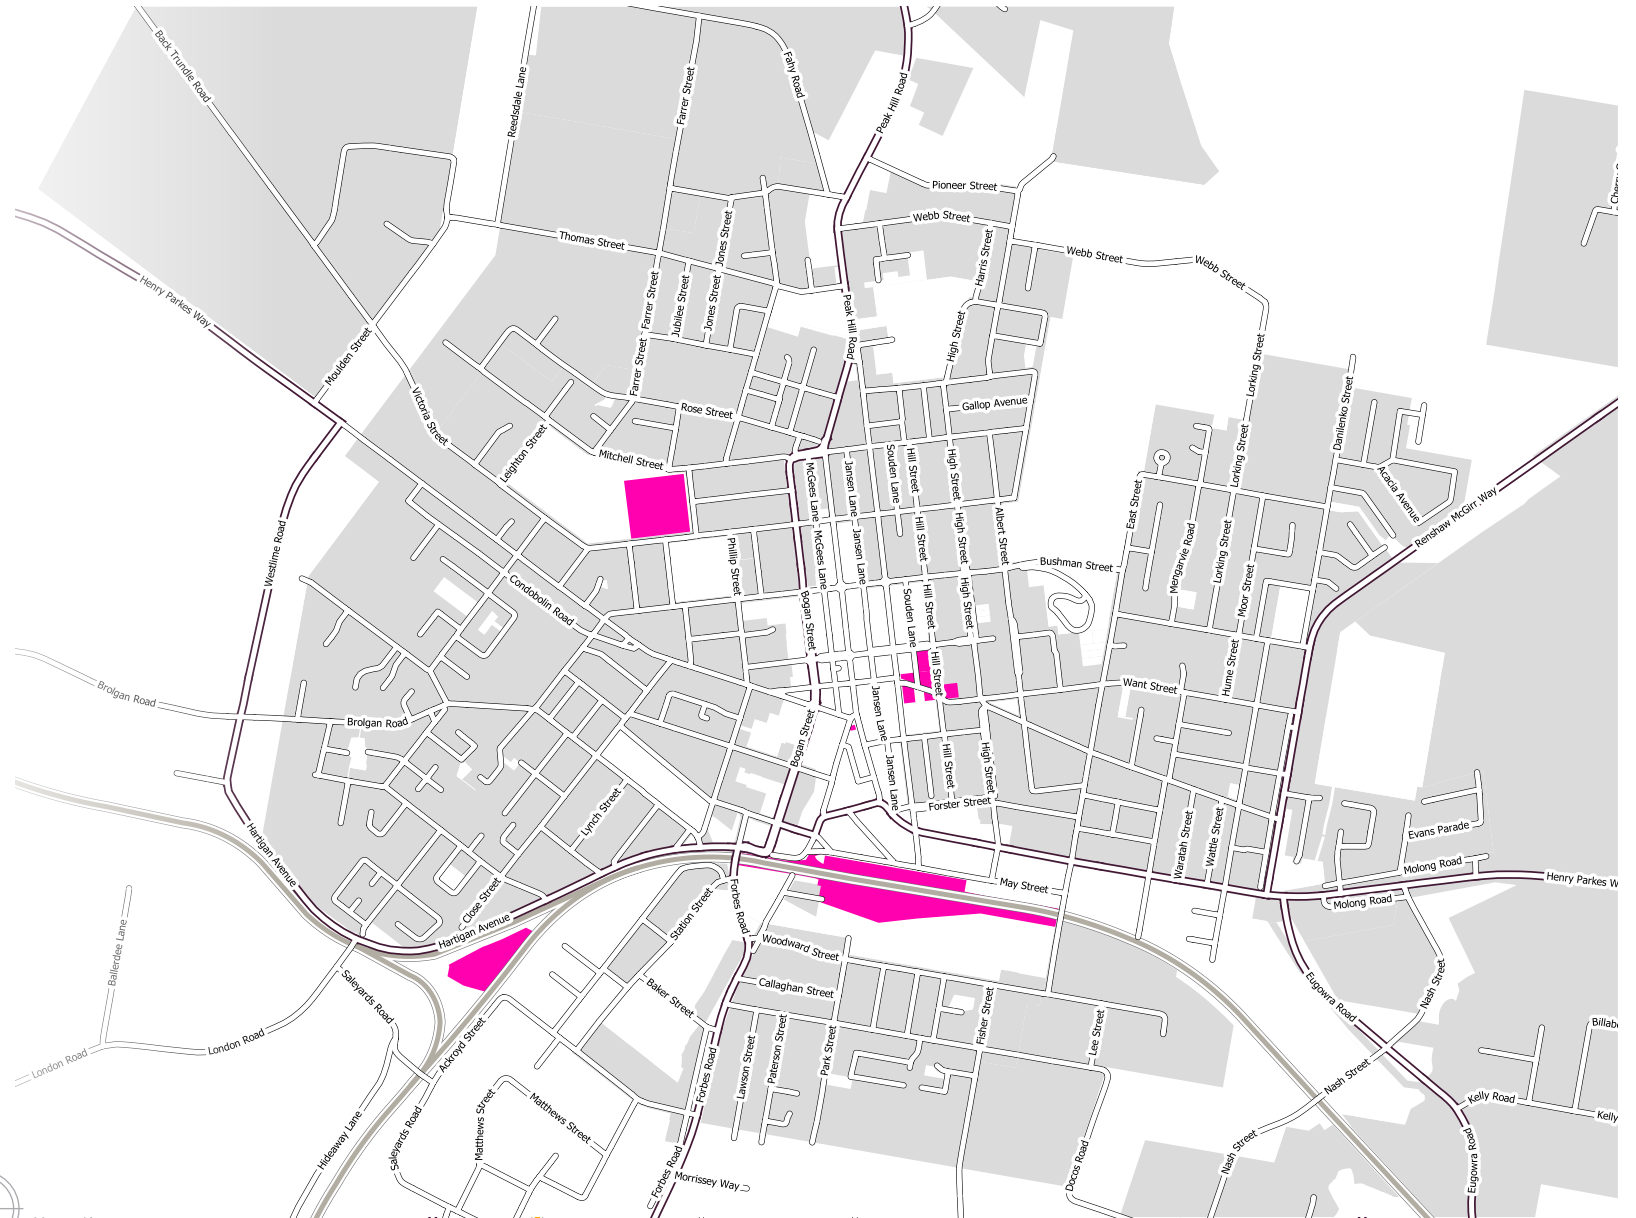 Back Trundle Road
Reedsdale Lane
Farrer Street
Fahy Road
Peak Hill Road
Pioneer Street
Webb Street
Webb Street
Webb Street
Harris Street
Thomas Street
Jones Street
Farrer Street
Jubilee Street
Jones Street
Henry Parkes Way
Moulden Street
Victoria Street
Farrer Street
Rose Street
Peak Hill Road
High Street
Gallop Avenue
Lorking Street
Danilenko Street
Leighton Street
Mitchell Street
McGees Lane
Jansen Lane
Souden Lane
Hill Street
High Street
Lorking Street
Acacia Avenue
Renshaw McGirr Way
East Street
Albert Street
Hill Street
High Street
Westlime Road
Phillip Street
McGees Lane
Jansen Lane
Mengarvie Road
Lorking Street
Bushman Street
Condobolin Road
Bogan Street
Souden Lane
Hill Street
High Street
Moor Street
Hume Street
Want Street
Hill Street
Brolgan Road
Brolgan Road
Bogan Street
Jansen Lane
Jansen Lane
Hill Street
High Street
Forster Street
Lynch Street
Hartigan Avenue
Waratah Street
Wattle Street
Evans Parade
Molong Road
Molong Road
Henry Parkes W
May Street
Close Street
Hartigan Avenue
Station Street
Forbes Road
Woodward Street
Callaghan Street
Ballerdee Lane
Saleyards Road
Baker Street
Eugowra Road
Nash Street
London Road
London Road
Ackroyd Street
Lawson Street
Paterson Street
Park Street
Fisher Street
Lee Street
Forbes Road
Nash Street
Kelly Road
Kelly
Billab
Matthews Street
Matthews Street
Hideaway Lane
Saleyards Road
Forbes Road
Morrissey Way
Docos Road
Nash Street
Eugowra Road